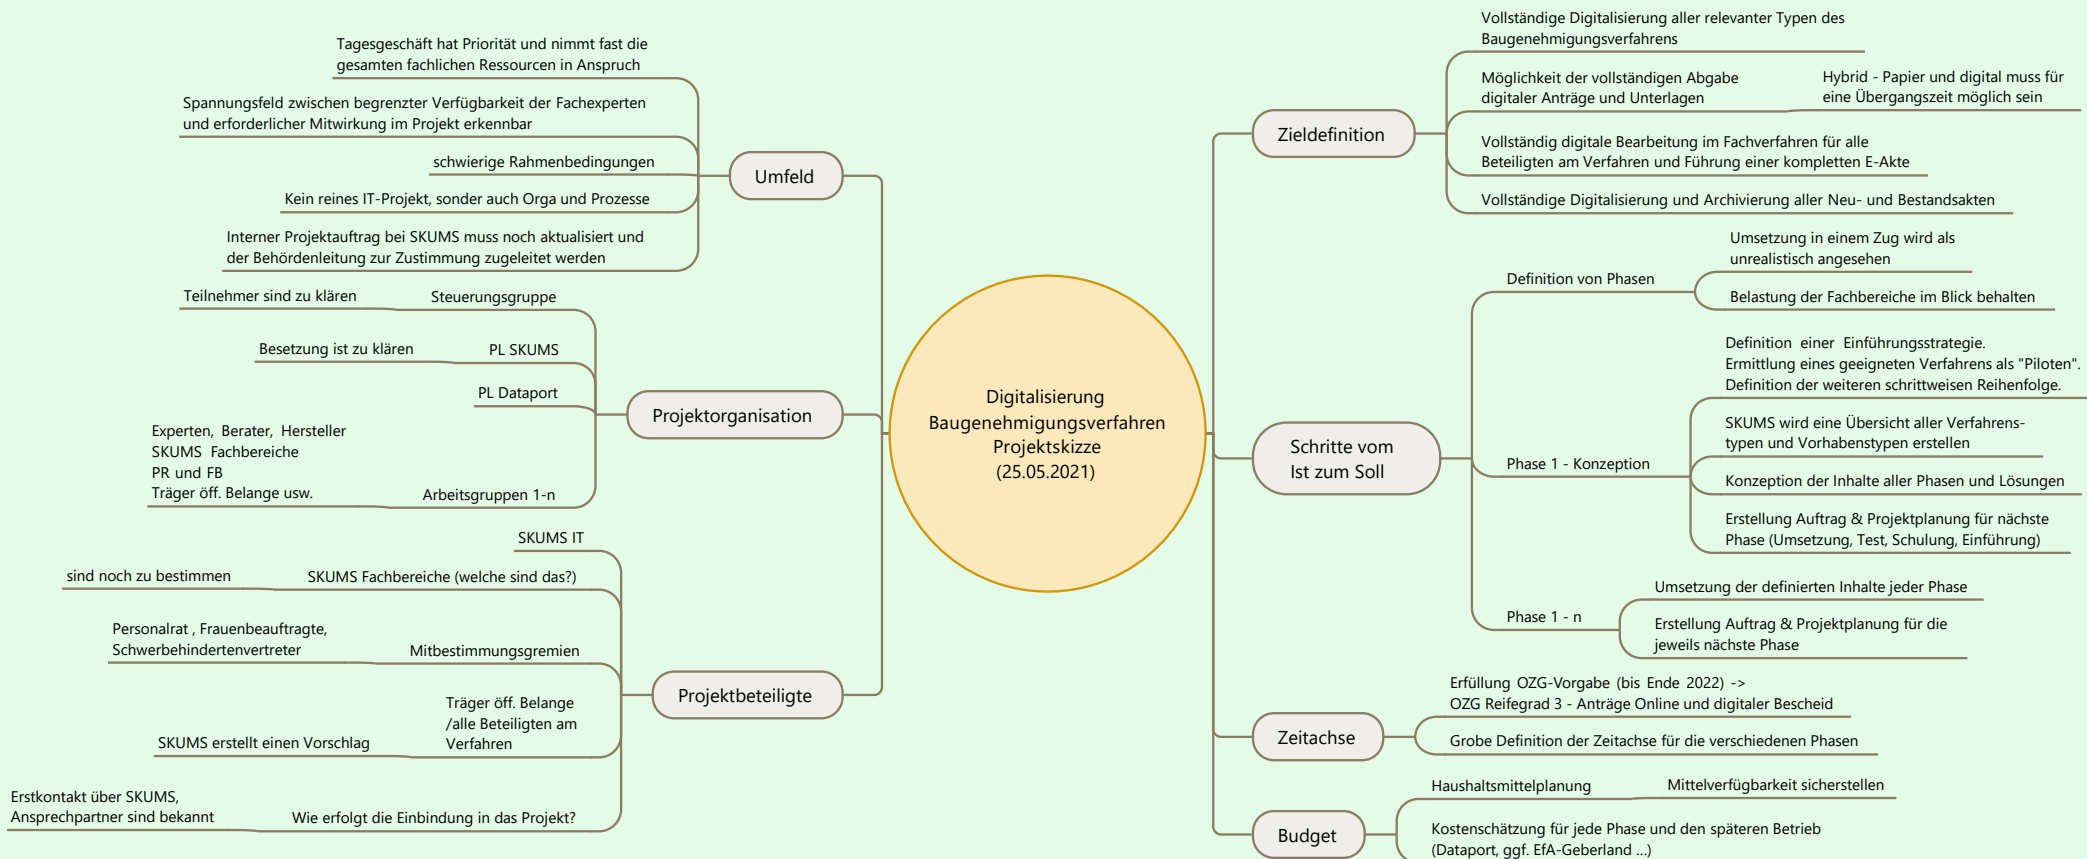 Digitalisierung
Baugenehmigungsverfahren
Projektskizze
(25.05.2021)
Umfeld
Tagesgeschäft hat Priorität und nimmt fast die
gesamten fachlichen Ressourcen in Anspruch
Spannungsfeld zwischen begrenzter Verfügbarkeit der Fachexperten
und erforderlicher Mitwirkung im Projekt erkennbar
schwierige Rahmenbedingungen
Kein reines IT-Projekt, sonder auch Orga und Prozesse
Interner Projektauftrag bei SKUMS muss noch aktualisiert und
der Behördenleitung zur Zustimmung zugeleitet werden
Projektorganisation
Steuerungsgruppe
Teilnehmer sind zu klären
PL SKUMS
Besetzung ist zu klären
PL Dataport
Arbeitsgruppen 1-n
Experten, Berater, Hersteller
SKUMS Fachbereiche
PR und FB
Träger öff. Belange usw.
Projektbeteiligte
SKUMS IT
SKUMS Fachbereiche (welche sind das?)
sind noch zu bestimmen
Mitbestimmungsgremien
Personalrat , Frauenbeauftragte,
Schwerbehindertenvertreter
Träger öff. Belange
/alle Beteiligten am
Verfahren
SKUMS erstellt einen Vorschlag
Wie erfolgt die Einbindung in das Projekt?
Erstkontakt über SKUMS,
Ansprechpartner sind bekannt
Zieldefinition
Vollständige Digitalisierung aller relevanter Typen des
Baugenehmigungsverfahrens
Möglichkeit der vollständigen Abgabe
digitaler Anträge und Unterlagen
Hybrid - Papier und digital muss für
eine Übergangszeit möglich sein
Vollständig digitale Bearbeitung im Fachverfahren für alle
Beteiligten am Verfahren und Führung einer kompletten E-Akte
Vollständige Digitalisierung und Archivierung aller Neu- und Bestandsakten
Schritte vom
Ist zum Soll
Definition von Phasen
Umsetzung in einem Zug wird als
unrealistisch angesehen
Belastung der Fachbereiche im Blick behalten
Phase 1 - Konzeption
Definition einer Einführungsstrategie.
Ermittlung eines geeigneten Verfahrens als "Piloten".
Definition der weiteren schrittweisen Reihenfolge.
SKUMS wird eine Übersicht aller Verfahrens-
typen und Vorhabenstypen erstellen
Konzeption der Inhalte aller Phasen und Lösungen
Erstellung Auftrag & Projektplanung für nächste
Phase (Umsetzung, Test, Schulung, Einführung)
Phase 1 - n
Umsetzung der definierten Inhalte jeder Phase
Erstellung Auftrag & Projektplanung für die
jeweils nächste Phase
Zeitachse
Erfüllung OZG-Vorgabe (bis Ende 2022) ->
OZG Reifegrad 3 - Anträge Online und digitaler Bescheid
Grobe Definition der Zeitachse für die verschiedenen Phasen
Budget
Haushaltsmittelplanung
Mittelverfügbarkeit sicherstellen
Kostenschätzung für jede Phase und den späteren Betrieb
(Dataport, ggf. EfA-Geberland ...)